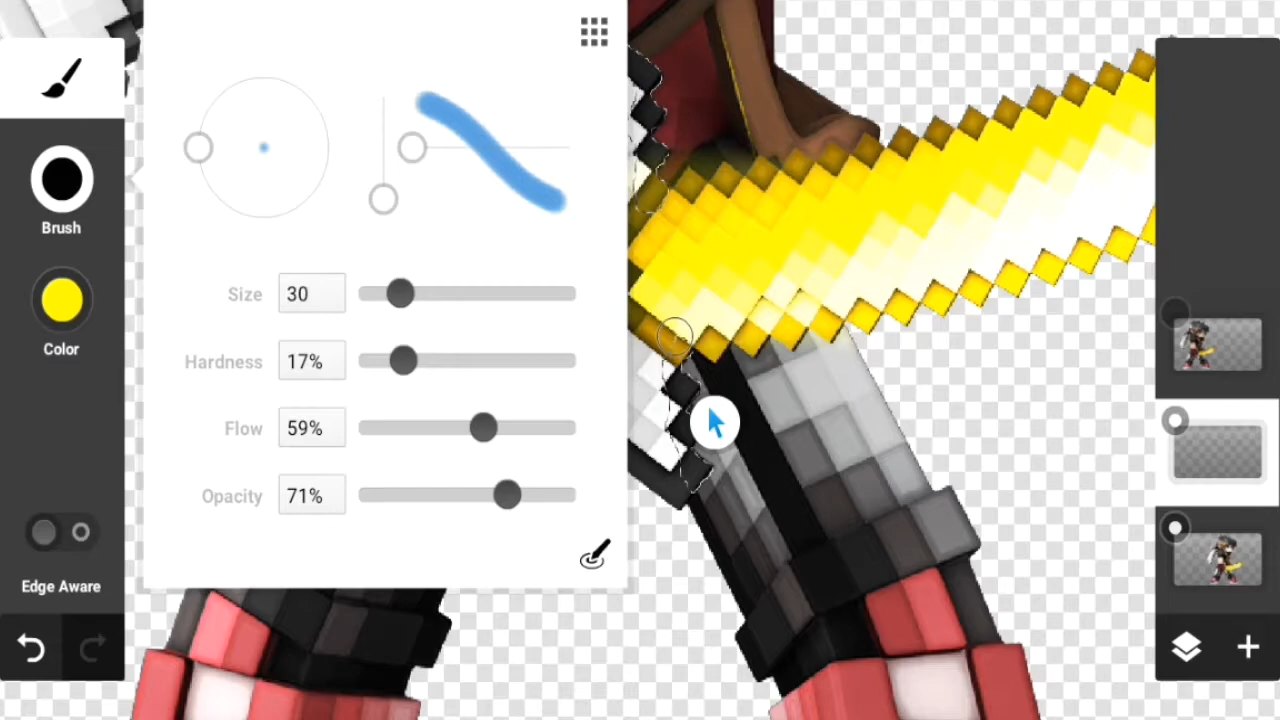 Brush
Color
Edge Aware
Size 30
Hardness 17%
Flow 59%
Opacity 71%